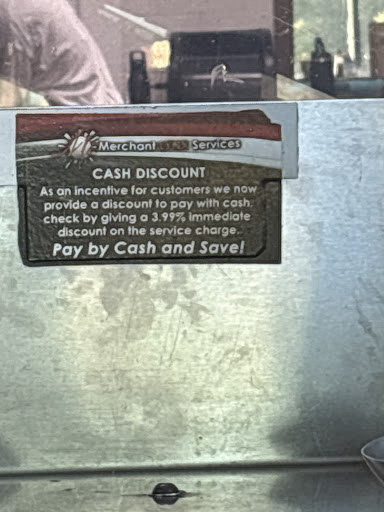 Merchant LYNX Services
CASH DISCOUNT
As an incentive for customers we now
provide a discount to pay with cash,
check by giving a 3.99% immediate
discount on the service charge.
Pay by Cash and Save!